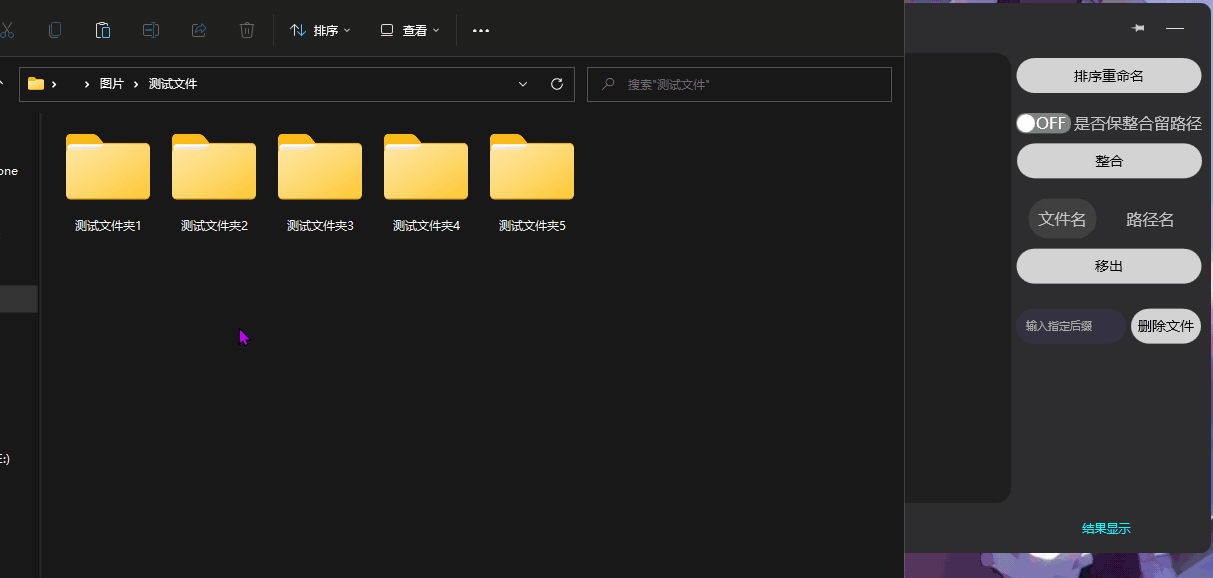 排序 查看
图片 测试文件
搜索"测试文件"
one
测试文件夹1 测试文件夹2 测试文件夹3 测试文件夹4 测试文件夹5
E:)
排序重命名
OFF 是否保整合留路径
整合
文件名 路径名
移出
输入指定后缀 删除文件
结果显示